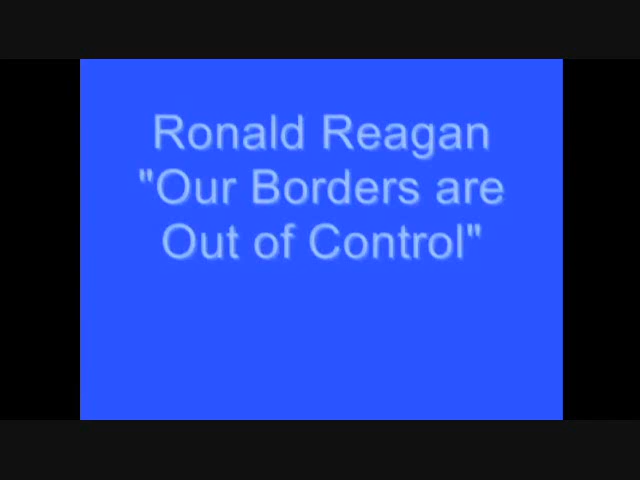 Ronald Reagan
"Our Borders are
Out of Control"